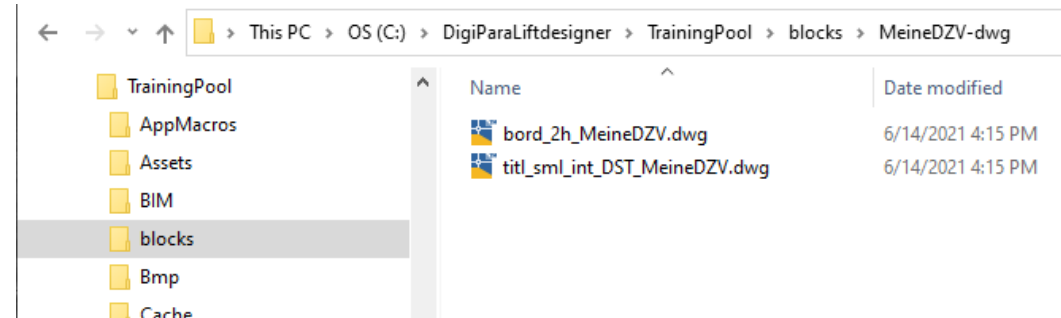 This PC > OS (C:) > DigiParaLiftdesigner > TrainingPool > blocks > MeineDZV-dwg
TrainingPool
AppMacros
Assets
BIM
blocks
Bmp
Cache
Name Date modified
bord_2h_MeineDZV.dwg 6/14/2021 4:15 PM
titl_sml_int_DST_MeineDZV.dwg 6/14/2021 4:15 PM